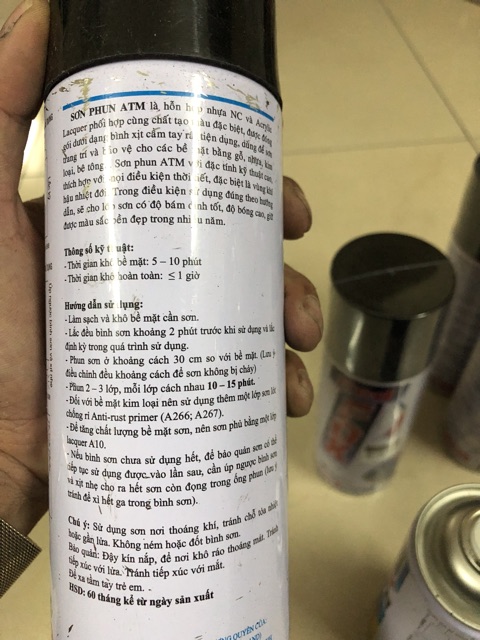 SƠN PHUN ATM là hỗn hợp nhựa NC và Acrylic
Lacquer phối hợp cùng chất tạo màu đặc biệt, được đóng
gói dưới dạng bình xịt cầm tay rất tiện dụng, dùng để sơn
trang trí và bảo vệ cho các bề mặt bằng gỗ, nhựa, kim
loại, bê tông. Sơn phun ATM với đặc tính kỹ thuật cao,
thích hợp với mọi điều kiện thời tiết, đặc biệt là vùng khí
hậu nhiệt đới. Trong điều kiện sử dụng đúng theo hướng
dẫn, sẽ cho lớp sơn có độ bám dính tốt, độ bóng cao, giữ
được màu sắc bền đẹp trong nhiều năm.
Thông số kỹ thuật:
- Thời gian khô bề mặt: 5 – 10 phút
- Thời gian khô hoàn toàn: ≤ 1 giờ
Hướng dẫn sử dụng:
- Làm sạch và khô bề mặt cần sơn.
- Lắc đều bình sơn khoảng 2 phút trước khi sử dụng và lắc
định kỳ trong quá trình sử dụng.
- Phun sơn ở khoảng cách 30 cm so với bề mặt. (Lưu ý
điều chỉnh đều khoảng cách để sơn không bị chảy)
- Phun 2 – 3 lớp, mỗi lớp cách nhau 10 – 15 phút.
- Đối với bề mặt kim loại nên sử dụng thêm một lớp sơn lót
chống rỉ Anti-rust primer (A266; A267).
- Để tăng chất lượng bề mặt sơn, nên sơn phủ bằng một lớp
lacquer A10.
- Nếu bình sơn chưa sử dụng hết, để bảo quản sơn có thể
tiếp tục sử dụng được vào lần sau, cần úp ngược bình sơn
và xịt nhẹ cho ra hết sơn còn đọng trong ống phun (lưu ý
tránh để xì hết ga trong bình sơn).
Chú ý: Sử dụng sơn nơi thoáng khí, tránh chỗ tỏa nhiệt
hoặc gần lửa. Không ném hoặc đốt bình sơn.
Bảo quản: Đậy kín nắp, để nơi khô ráo thoáng mát. Tránh
tiếp xúc với lửa. Tránh tiếp xúc với mắt.
Để xa tầm tay trẻ em.
HSD: 60 tháng kể từ ngày sản xuất
QUYỀN CỦA: